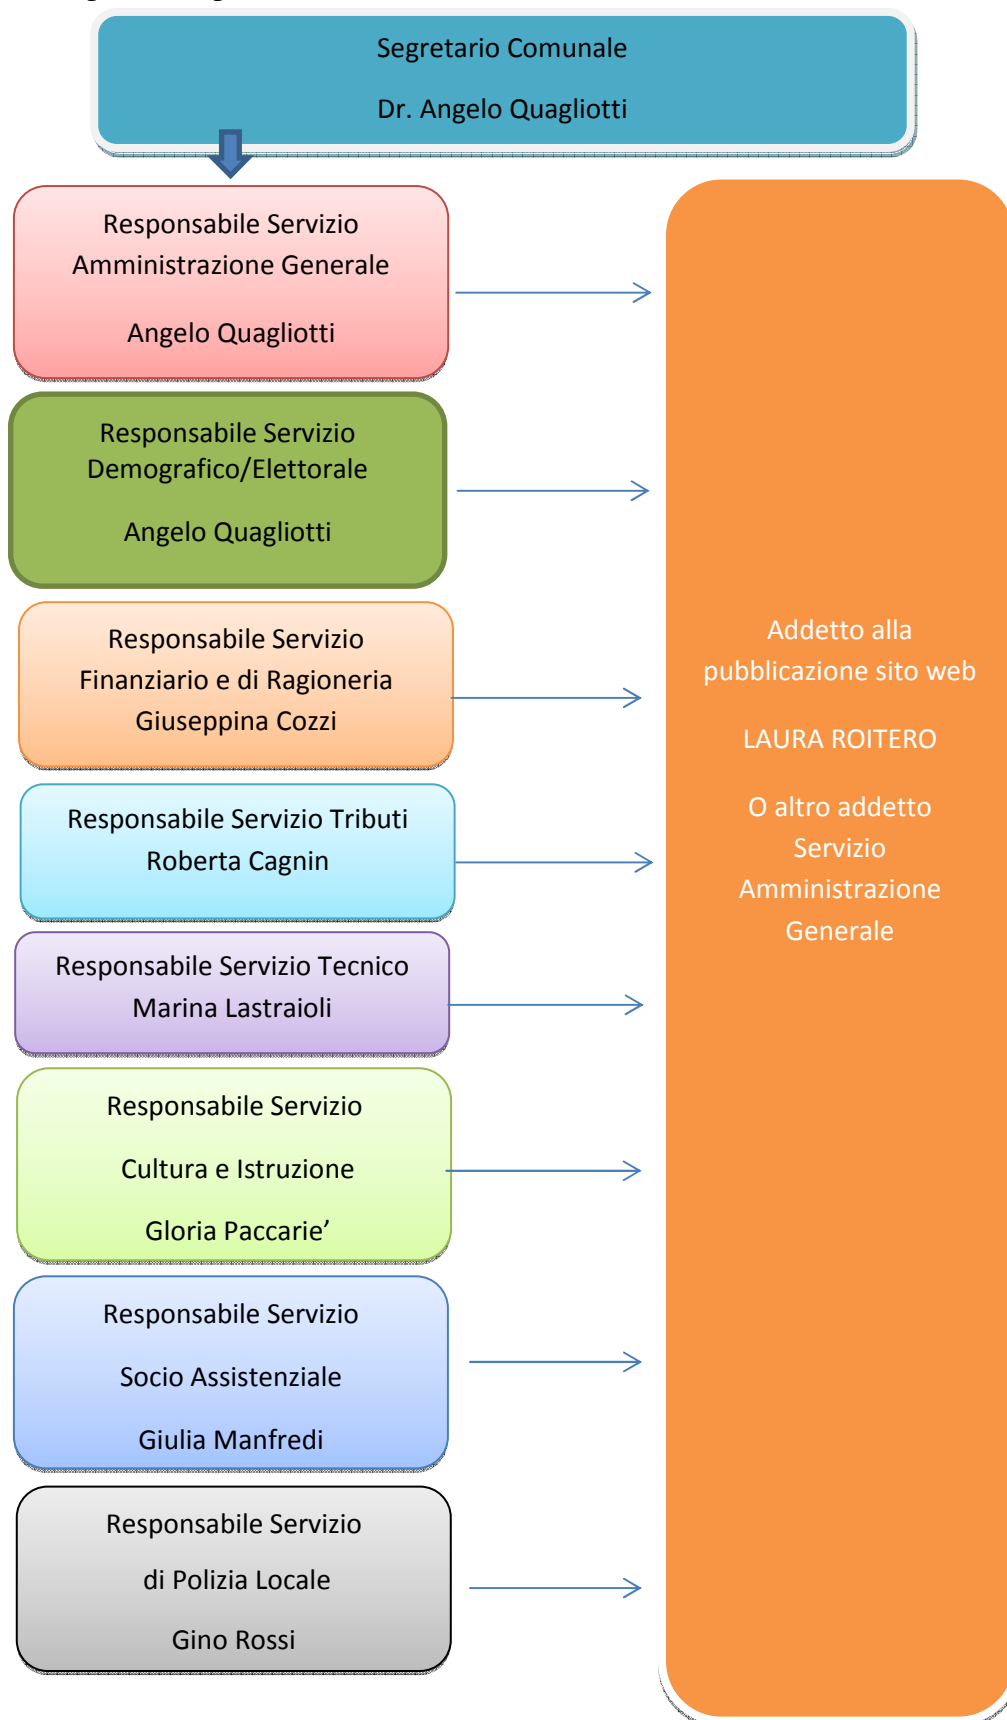 Segretario Comunale
Dr. Angelo Quagliotti
Responsabile Servizio
Amministrazione Generale
Angelo Quagliotti
Responsabile Servizio
Demografico/Elettorale
Angelo Quagliotti
Responsabile Servizio
Finanziario e di Ragioneria
Giuseppina Cozzi
Responsabile Servizio Tributi
Roberta Cagnin
Responsabile Servizio Tecnico
Marina Lastraioli
Responsabile Servizio
Cultura e Istruzione
Gloria Paccarie’
Responsabile Servizio
Socio Assistenziale
Giulia Manfredi
Responsabile Servizio
di Polizia Locale
Gino Rossi
Addetto alla
pubblicazione sito web
LAURA ROITERO
O altro addetto
Servizio
Amministrazione
Generale